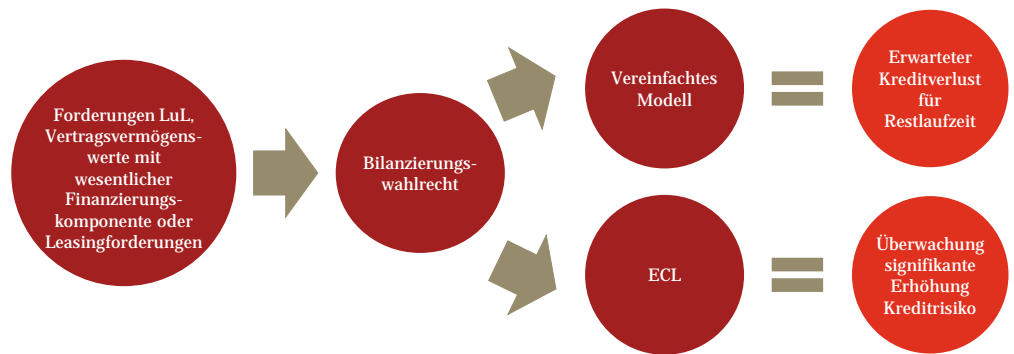 Forderungen LuL,
Vertragsvermögens-
werte mit
wesentlicher
Finanzierungs-
komponente oder
Leasingforderungen
Bilanzierungs-
wahlrecht
Vereinfachtes
Modell
Erwarteter
Kreditverlust
für
Restlaufzeit
ECL
Überwachung
signifikante
Erhöhung
Kreditrisiko